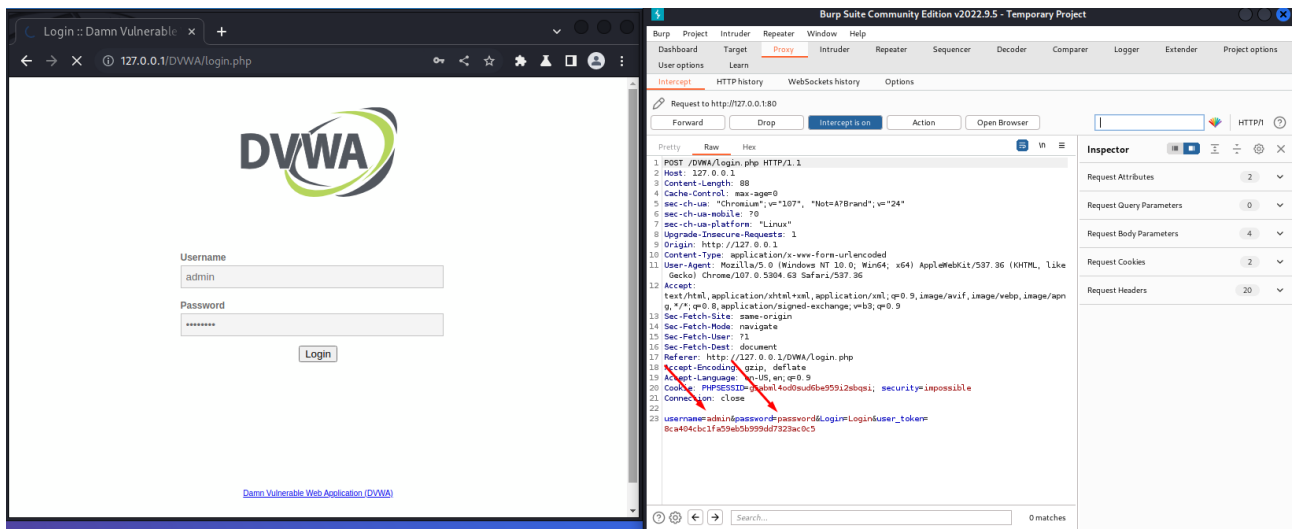 Login :: Damn Vulnerable
127.0.0.1/DVWA/login.php
DVWA
Username
admin
Password
••••••••
Login
Damn Vulnerable Web Application (DVWA)
Burp Suite Community Edition v2022.9.5 - Temporary Project
Burp Project Intruder Repeater Window Help
Dashboard Target Proxy Intruder Repeater Sequencer Decoder Comparer Logger Extender Project options
User options Learn
Intercept HTTP history WebSockets history Options
Request to http://127.0.0.1:80
Forward Drop Intercept is on Action Open Browser HTTP/1
Pretty Raw Hex \n
Inspector
1 POST /DVWA/login.php HTTP/1.1
2 Host: 127.0.0.1
3 Content-Length: 88
4 Cache-Control: max-age=0
5 sec-ch-ua: "Chromium";v="107", "Not=A?Brand";v="24"
6 sec-ch-ua-mobile: ?0
7 sec-ch-ua-platform: "Linux"
8 Upgrade-Insecure-Requests: 1
9 Origin: http://127.0.0.1
10 Content-Type: application/x-www-form-urlencoded
11 User-Agent: Mozilla/5.0 (Windows NT 10.0; Win64; x64) AppleWebKit/537.36 (KHTML, like
Gecko) Chrome/107.0.5304.63 Safari/537.36
12 Accept:
text/html,application/xhtml+xml,application/xml;q=0.9,image/avif,image/webp,image/apn
g,*/*;q=0.8,application/signed-exchange;v=b3;q=0.9
13 Sec-Fetch-Site: same-origin
14 Sec-Fetch-Mode: navigate
15 Sec-Fetch-User: ?1
16 Sec-Fetch-Dest: document
17 Referer: http://127.0.0.1/DVWA/login.php
18 Accept-Encoding: gzip, deflate
19 Accept-Language: en-US,en;q=0.9
20 Cookie: security=impossible
21 Connection: close
22
23 username=admin&password=password&Login=Login&user_token=
8ca404cbc1fa59eb5b999dd7323ac0c5
Request Attributes 2
Request Query Parameters 0
Request Body Parameters 4
Request Cookies 2
Request Headers 20
Search...
0 matches